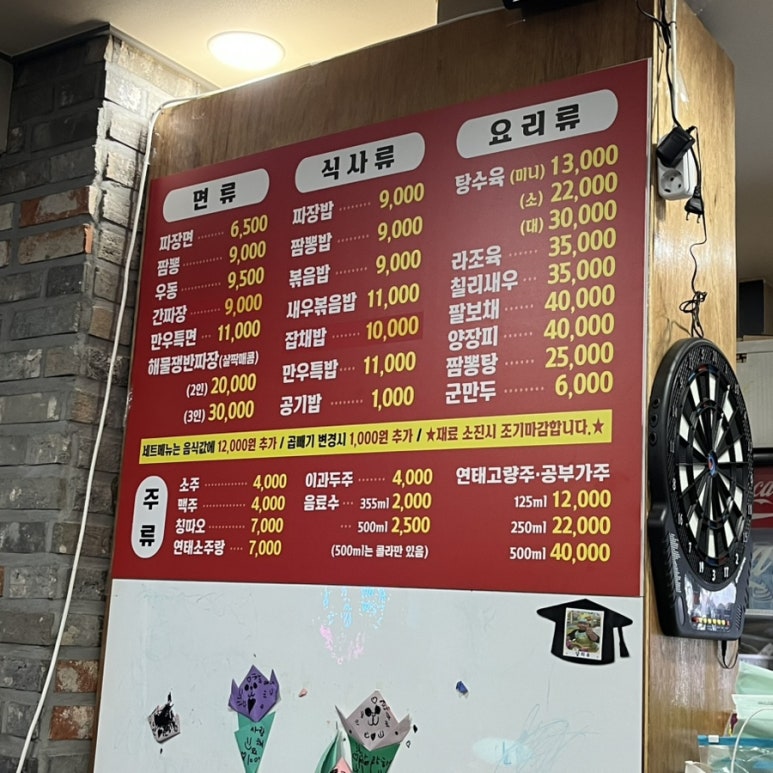 면류
짜장면 6,500
짬뽕 9,000
우동 9,500
간짜장 9,000
만우특면 11,000
해물쟁반짜장(살짝매콤)
(2인) 20,000
(3인) 30,000
식사류
짜장밥 9,000
짬뽕밥 9,000
볶음밥 9,000
새우볶음밥 11,000
잡채밥 10,000
만우특밥 11,000
공기밥 1,000
요리류
탕수육 (미니) 13,000
(소) 22,000
(대) 30,000
라조육 35,000
칠리새우 35,000
팔보채 40,000
양장피 40,000
짬뽕탕 25,000
군만두 6,000
세트메뉴는 음식값에 12,000원 추가 / 곱빼기 변경시 1,000원 추가 / ★재료 소진시 조기마감합니다.★
주류
소주 4,000
맥주 4,000
칭따오 7,000
연태소주랑 7,000
이과두주 4,000
음료수 355ml 2,000
500ml 2,500
(500ml는 콜라만 있음)
연태고량주·공부가주
125ml 12,000
250ml 22,000
500ml 40,000